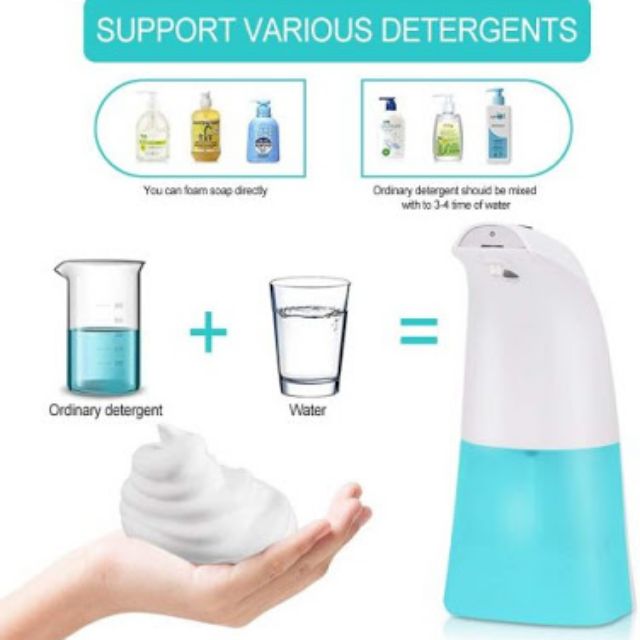 SUPPORT VARIOUS DETERGENTS
You can foam soap directly
Ordinary detergent should be mixed
with to 3-4 time of water
Ordinary detergent
Water